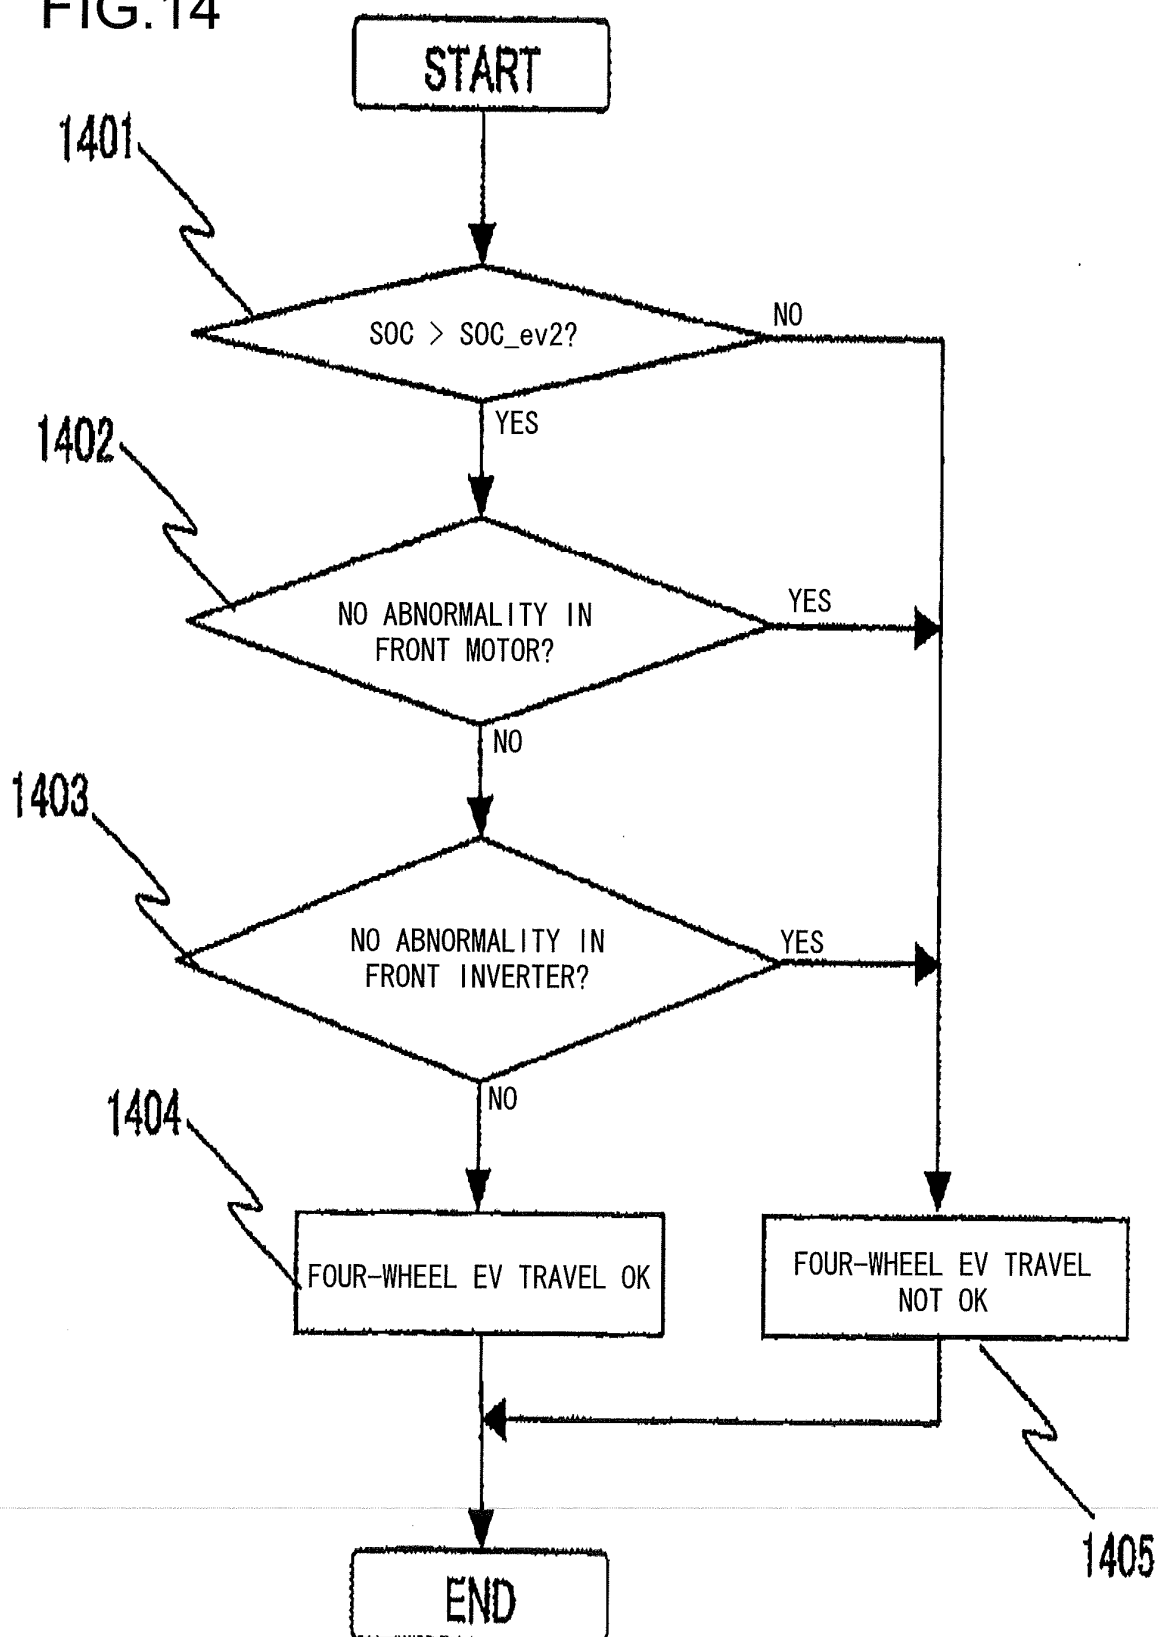 FIG.14
START
1401
SOC > SOC_ev2?
NO
YES
1402
NO ABNORMALITY IN
FRONT MOTOR?
YES
NO
1403
NO ABNORMALITY IN
FRONT INVERTER?
YES
NO
1404
FOUR-WHEEL EV TRAVEL OK
FOUR-WHEEL EV TRAVEL
NOT OK
1405
END